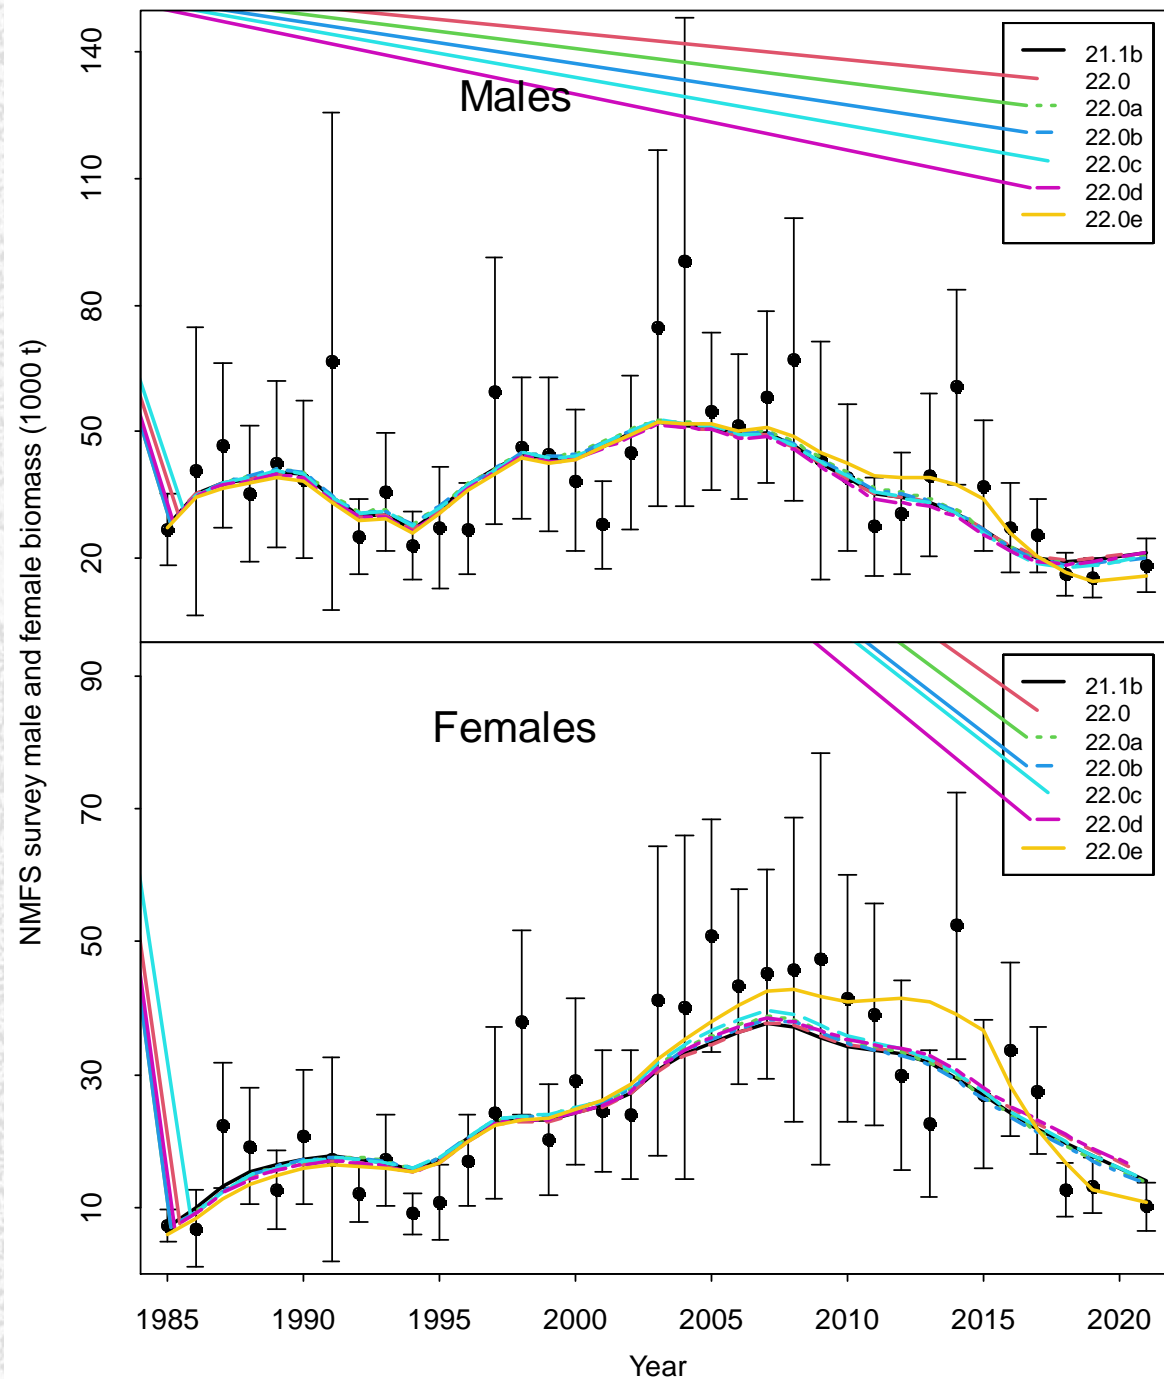 NMFS survey male and female biomass (1000 t)
140
110
80
50
20
Males
21.1b
22.0
22.0a
22.0b
22.0c
22.0d
22.0e
90
70
50
30
10
Females
21.1b
22.0
22.0a
22.0b
22.0c
22.0d
22.0e
1985 1990 1995 2000 2005 2010 2015 2020
Year